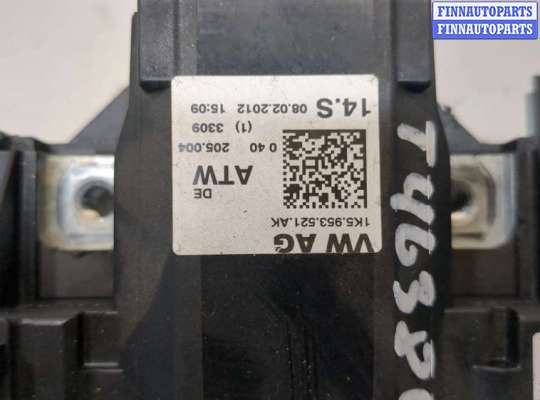 FINNAUTOPARTS
FINNAUTOPARTS
FINNAUTOPARTS
VW AG
1K5.953.521.AK
DE
ATW
0 40 205.004
(1) 3309
14.S 08.02.2012 15:09